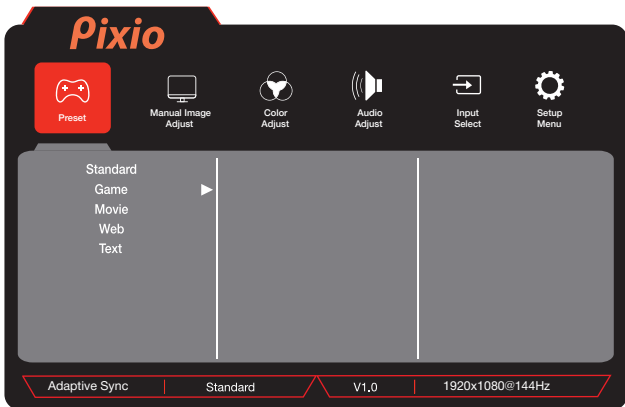 Pixio
Preset
Manual Image
Adjust
Color
Adjust
Audio
Adjust
Input
Select
Setup
Menu
Standard
Game
Movie
Web
Text
Adaptive Sync
Standard
V1.0
1920x1080@144Hz